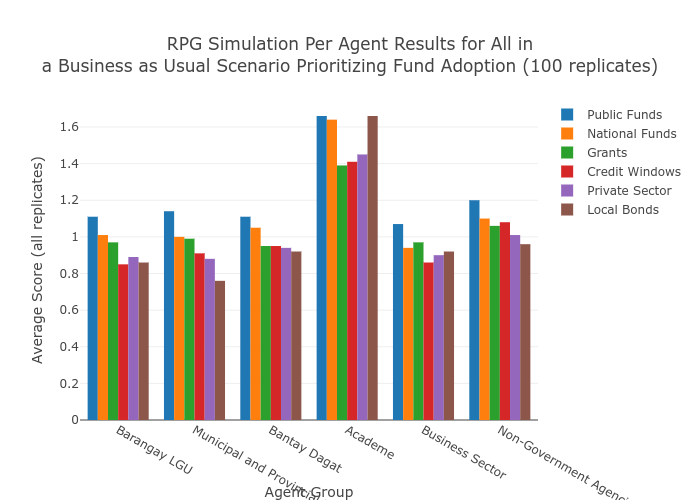 RPG Simulation Per Agent Results for All in
a Business as Usual Scenario Prioritizing Fund Adoption (100 replicates)
Public Funds
National Funds
Grants
Credit Windows
Private Sector
Local Bonds
Average Score (all replicates)
1.6
1.4
1.2
1
0.8
0.6
0.4
0.2
0
Barangay LGU
Municipal and
Bantay Dagat
Academe
Business Sector
Non-Government
Agent Group